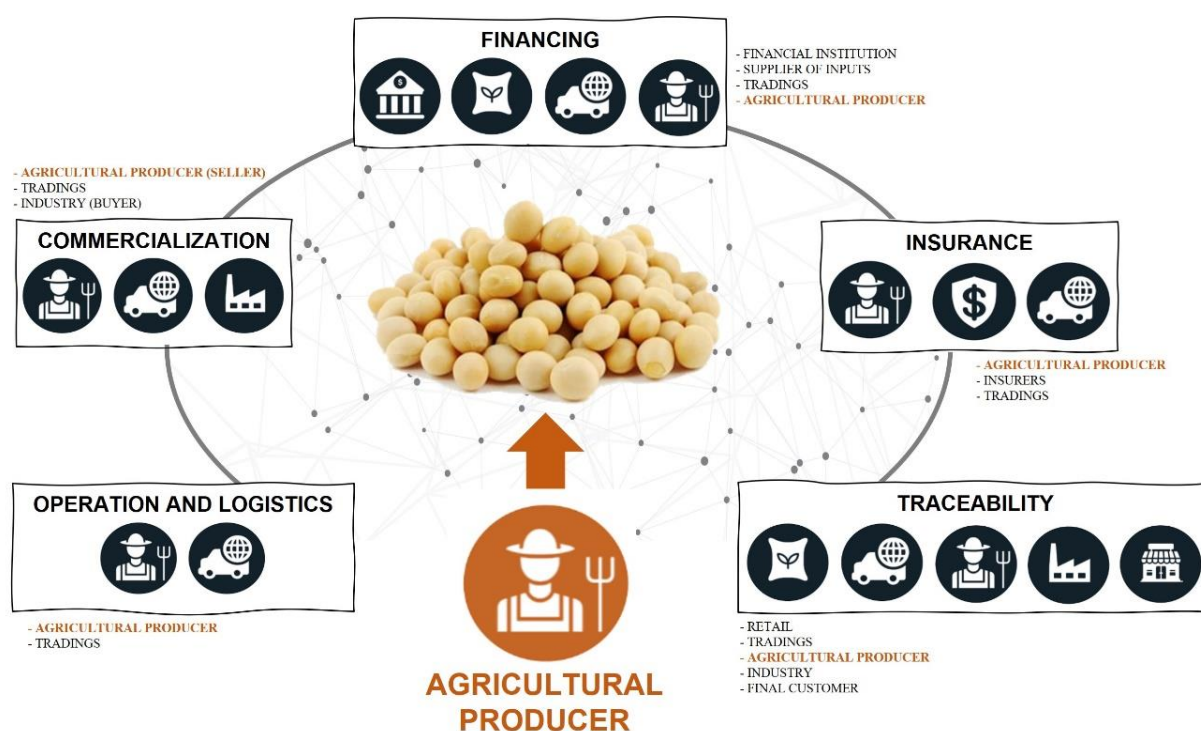 FINANCING
- FINANCIAL INSTITUTION
- SUPPLIER OF INPUTS
- TRADINGS
- AGRICULTURAL PRODUCER
- AGRICULTURAL PRODUCER (SELLER)
- TRADINGS
- INDUSTRY (BUYER)
COMMERCIALIZATION
INSURANCE
- AGRICULTURAL PRODUCER
- INSURERS
- TRADINGS
OPERATION AND LOGISTICS
- AGRICULTURAL PRODUCER
- TRADINGS
TRACEABILITY
- RETAIL
- TRADINGS
- AGRICULTURAL PRODUCER
- INDUSTRY
- FINAL CUSTOMER
AGRICULTURAL
PRODUCER